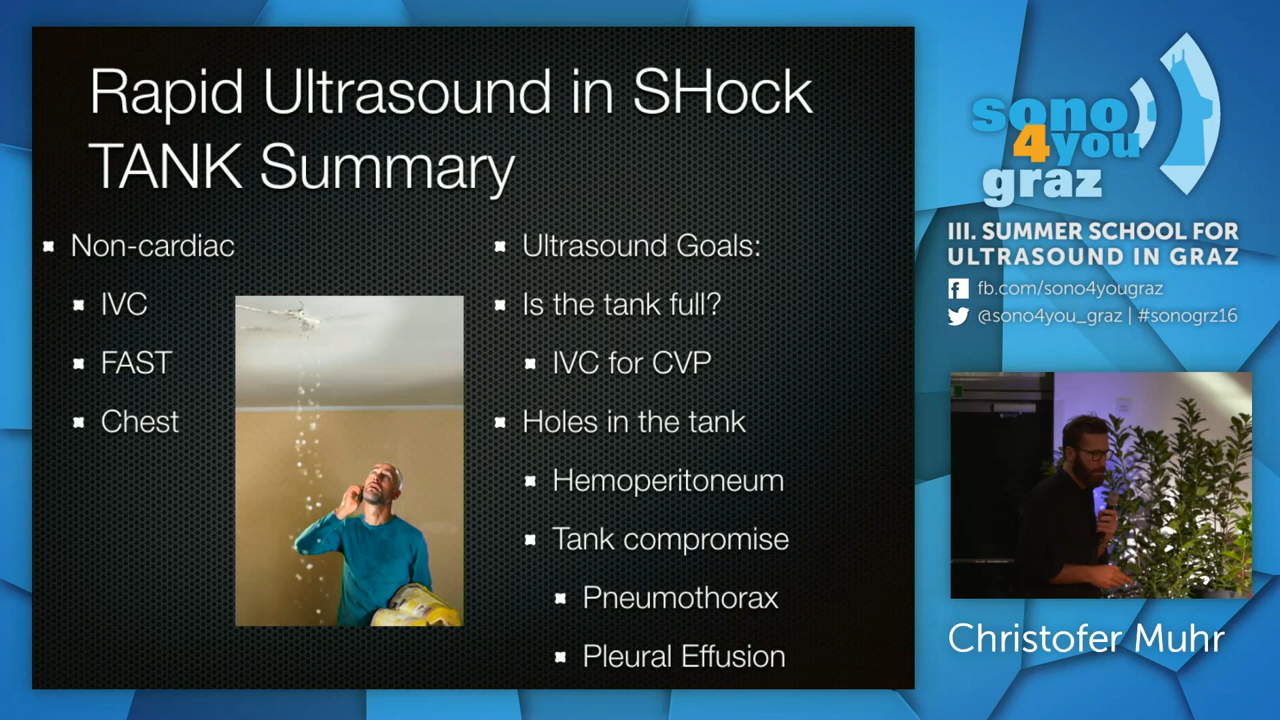 Rapid Ultrasound in SHock
TANK Summary
Non-cardiac
IVC
FAST
Chest
Ultrasound Goals:
Is the tank full?
IVC for CVP
Holes in the tank
Hemoperitoneum
Tank compromise
Pneumothorax
Pleural Effusion
sono
4you
graz
III. SUMMER SCHOOL FOR
ULTRASOUND IN GRAZ
fb.com/sono4yougraz
@sono4you_graz | #sonogrz16
Christofer Muhr